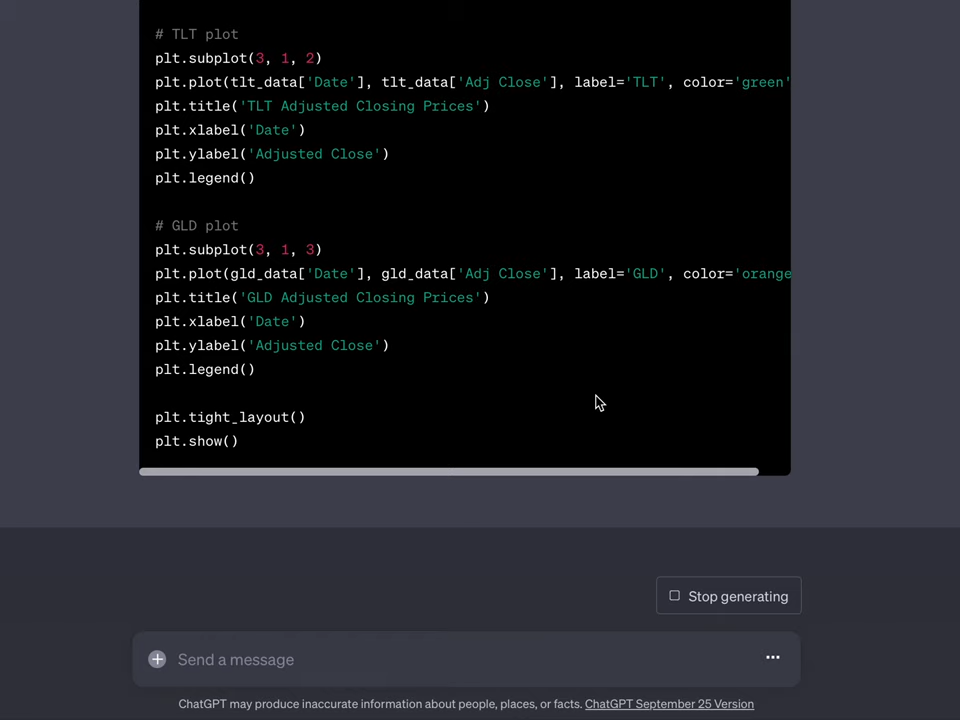 # TLT plot
plt.subplot(3, 1, 2)
plt.plot(tlt_data['Date'], tlt_data['Adj Close'], label='TLT', color='green'
plt.title('TLT Adjusted Closing Prices')
plt.xlabel('Date')
plt.ylabel('Adjusted Close')
plt.legend()
# GLD plot
plt.subplot(3, 1, 3)
plt.plot(gld_data['Date'], gld_data['Adj Close'], label='GLD', color='orange
plt.title('GLD Adjusted Closing Prices')
plt.xlabel('Date')
plt.ylabel('Adjusted Close')
plt.legend()
plt.tight_layout()
plt.show()
Stop generating
Send a message
ChatGPT may produce inaccurate information about people, places, or facts. ChatGPT September 25 Version